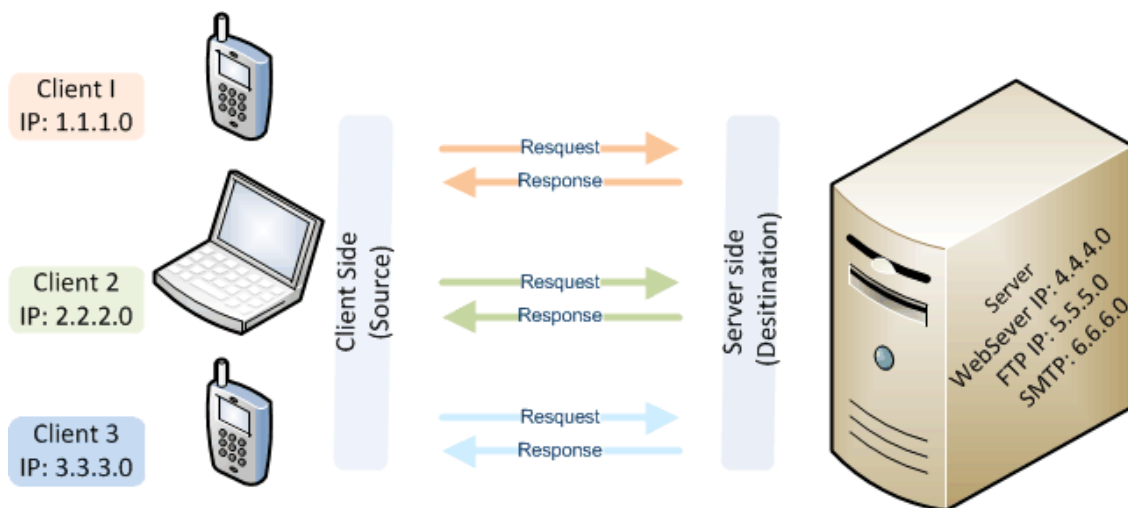 Client I
IP: 1.1.1.0
Client 2
IP: 2.2.2.0
Client 3
IP: 3.3.3.0
Client Side
(Source)
Resquest
Response
Resquest
Response
Resquest
Response
Server side
(Desitination)
Server
WebSever IP: 4.4.4.0
FTP IP: 5.5.5.0
SMTP: 6.6.6.0